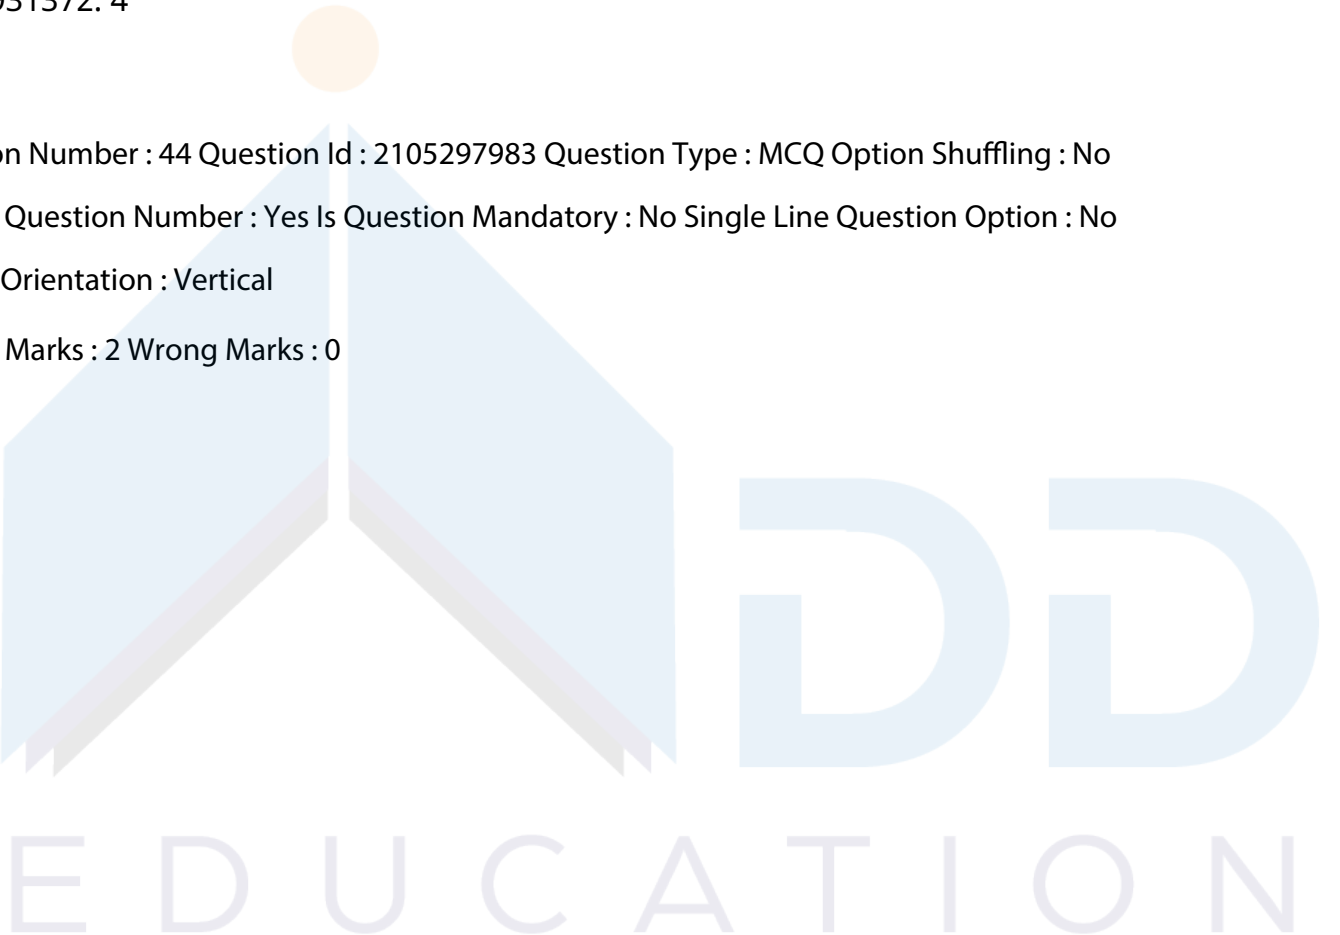 on Number : 44 Question Id : 2105297983 Question Type : MCQ Option Shuffling : No
Question Number : Yes Is Question Mandatory : No Single Line Question Option : No
Orientation : Vertical
Marks : 2 Wrong Marks : 0
DD
EDUCATION